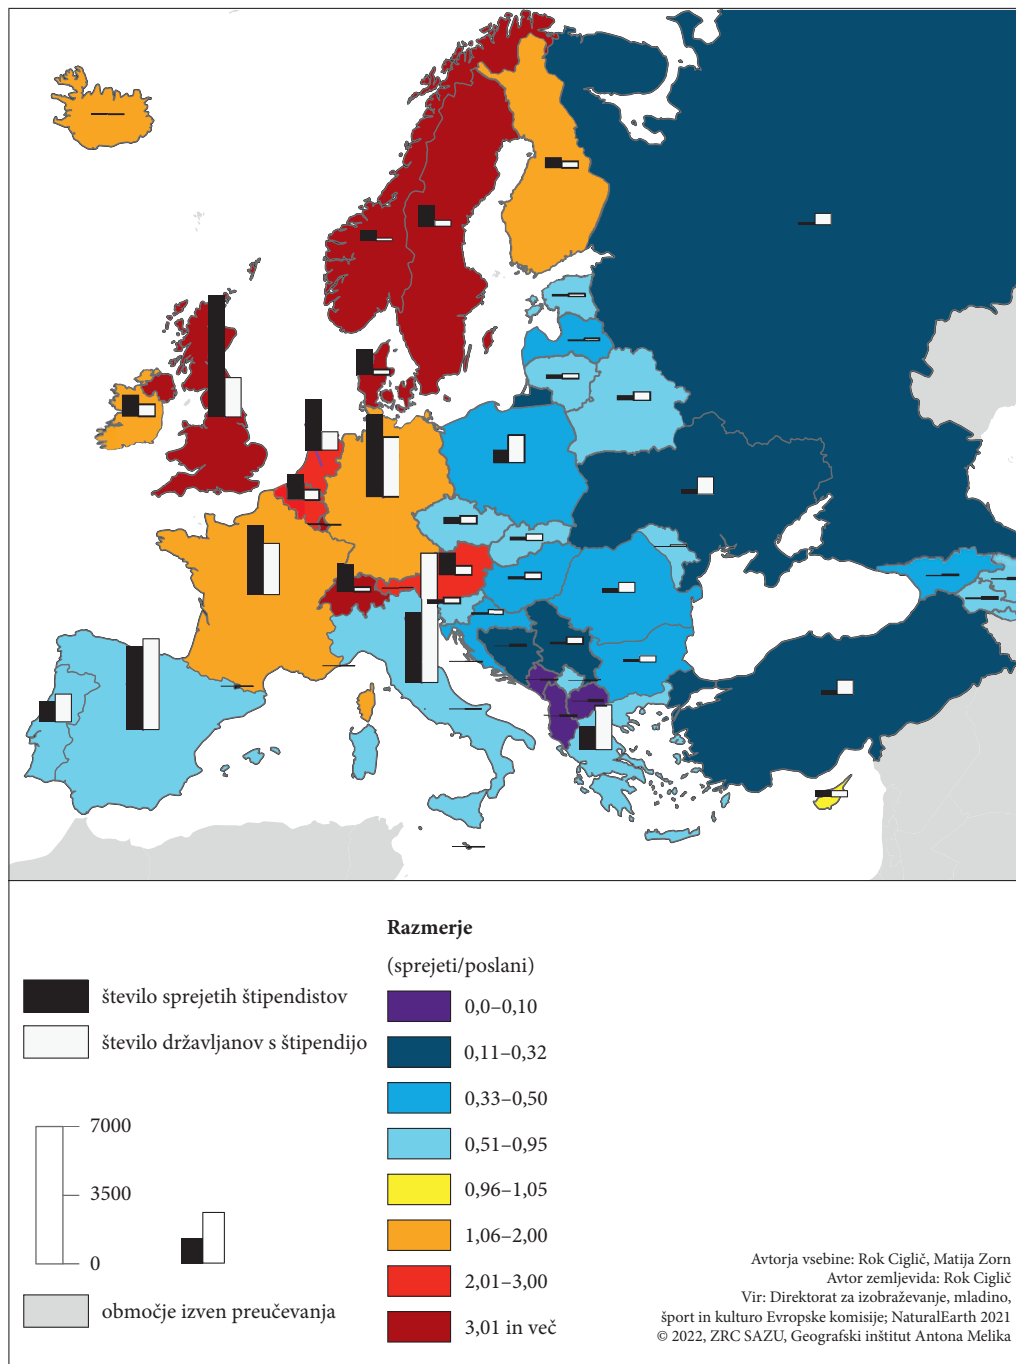 število sprejetih štipendistov
število državljanov s štipendijo
7000
3500
0
območje izven preučevanja
Razmerje
(sprejeti/poslani)
0,0–0,10
0,11–0,32
0,33–0,50
0,51–0,95
0,96–1,05
1,06–2,00
2,01–3,00
3,01 in več
Avtorja vsebine: Rok Ciglič, Matija Zorn
Avtor zemljevida: Rok Ciglič
Vir: Direktorat za izobraževanje, mladino,
šport in kulturo Evropske komisije; NaturalEarth 2021
© 2022, ZRC SAZU, Geografski inštitut Antona Melika